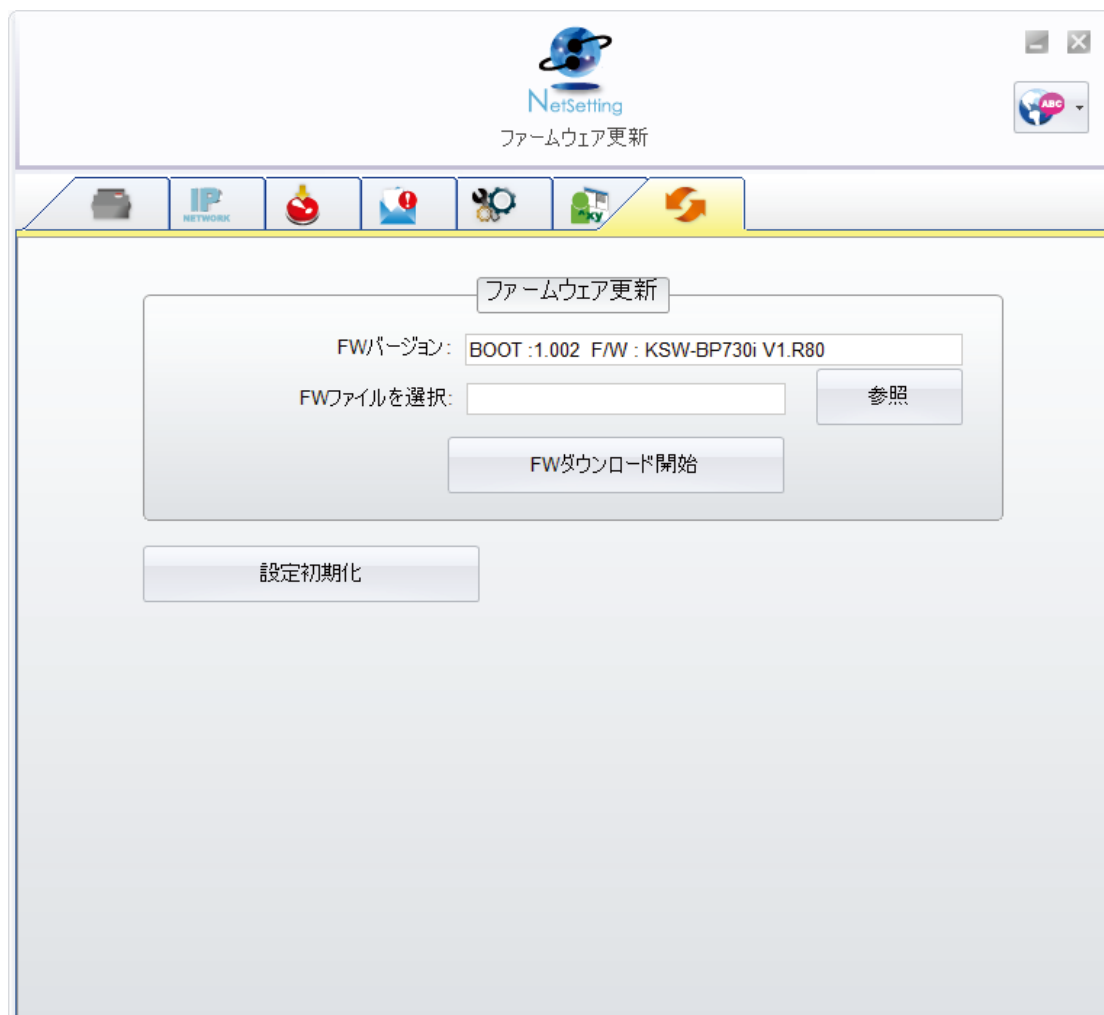 NetSetting
ファームウェア更新
ABC
IP
NETWORK
^xy
ファームウェア更新
FWバージョン: BOOT :1.002 F/W : KSW-BP730i V1.R80
FWファイルを選択: 参照
FWダウンロード開始
設定初期化